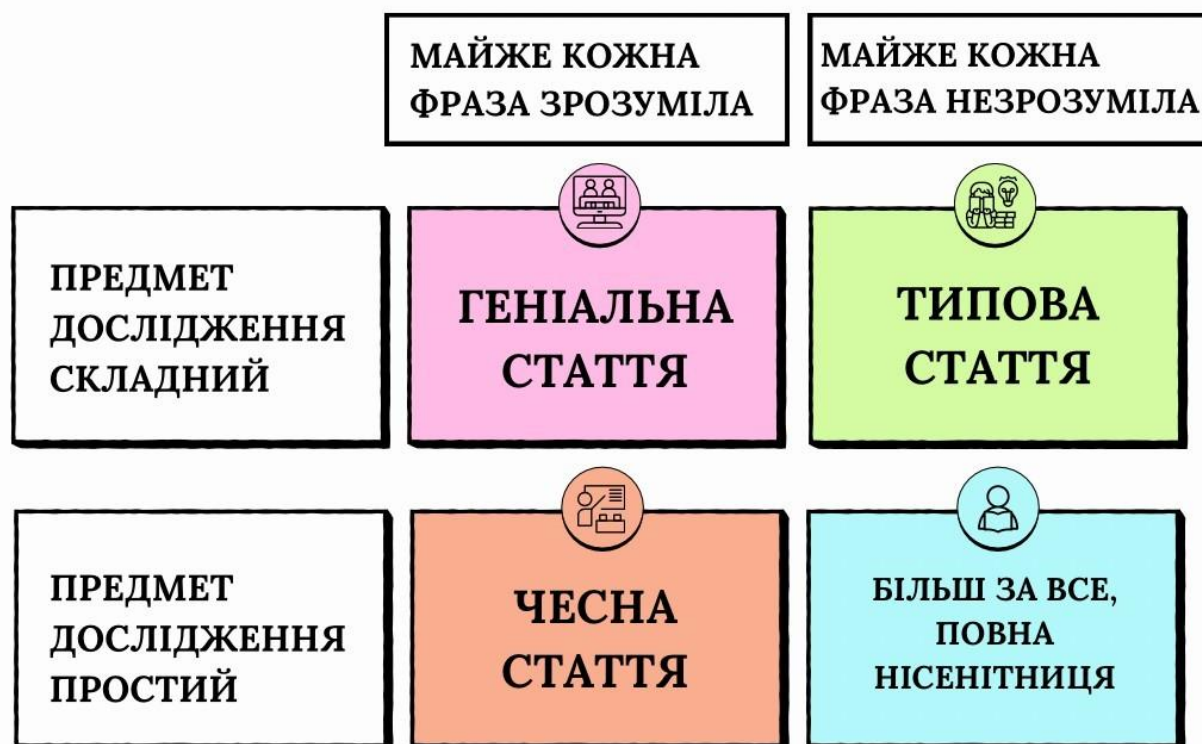 МАЙЖЕ КОЖНА
ФРАЗА ЗРОЗУМІЛА
МАЙЖЕ КОЖНА
ФРАЗА НЕЗРОЗУМІЛА
ПРЕДМЕТ
ДОСЛІДЖЕННЯ
СКЛАДНИЙ
ГЕНІАЛЬНА
СТАТТЯ
ТИПОВА
СТАТТЯ
ПРЕДМЕТ
ДОСЛІДЖЕННЯ
ПРОСТИЙ
ЧЕСНА
СТАТТЯ
БІЛЬШ ЗА ВСЕ,
ПОВНА
НІСЕНІТНИЦЯ